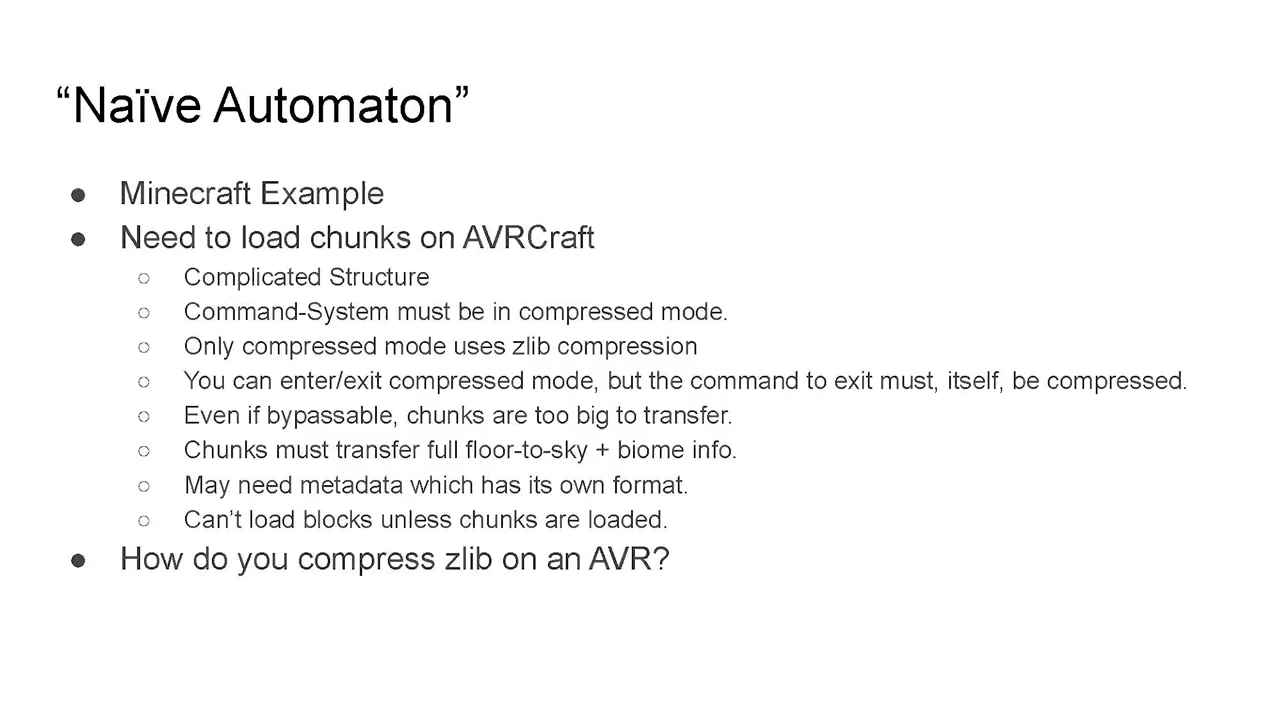 “Naïve Automaton”
● Minecraft Example
● Need to load chunks on AVRCraft
○ Complicated Structure
○ Command-System must be in compressed mode.
○ Only compressed mode uses zlib compression
○ You can enter/exit compressed mode, but the command to exit must, itself, be compressed.
○ Even if bypassable, chunks are too big to transfer.
○ Chunks must transfer full floor-to-sky + biome info.
○ May need metadata which has its own format.
○ Can’t load blocks unless chunks are loaded.
● How do you compress zlib on an AVR?